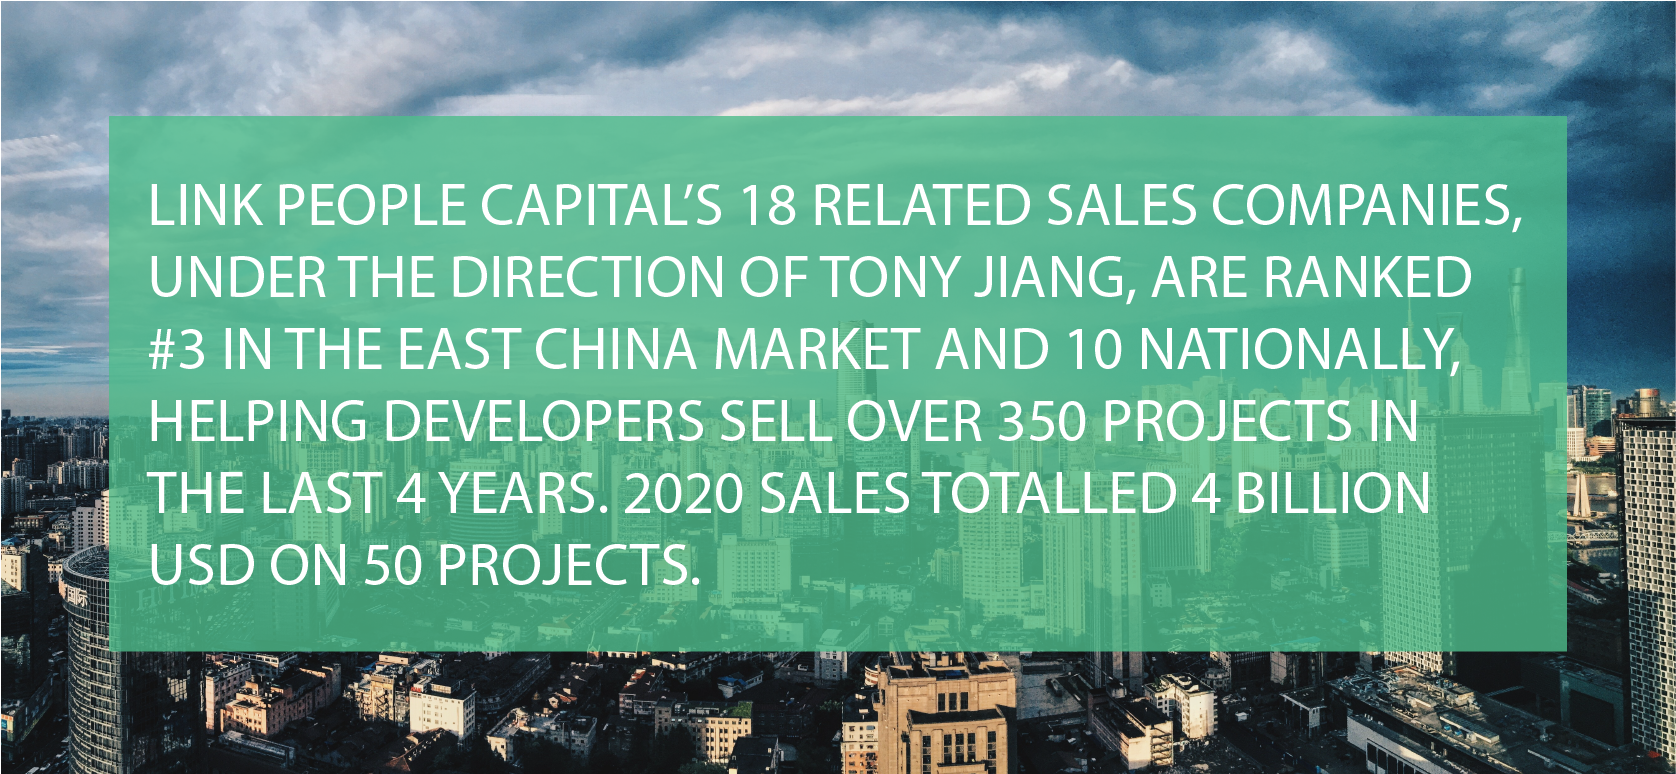 LINK PEOPLE CAPITAL’S 18 RELATED SALES COMPANIES,
UNDER THE DIRECTION OF TONY JIANG, ARE RANKED
#3 IN THE EAST CHINA MARKET AND 10 NATIONALLY,
HELPING DEVELOPERS SELL OVER 350 PROJECTS IN
THE LAST 4 YEARS. 2020 SALES TOTALLED 4 BILLION
USD ON 50 PROJECTS.